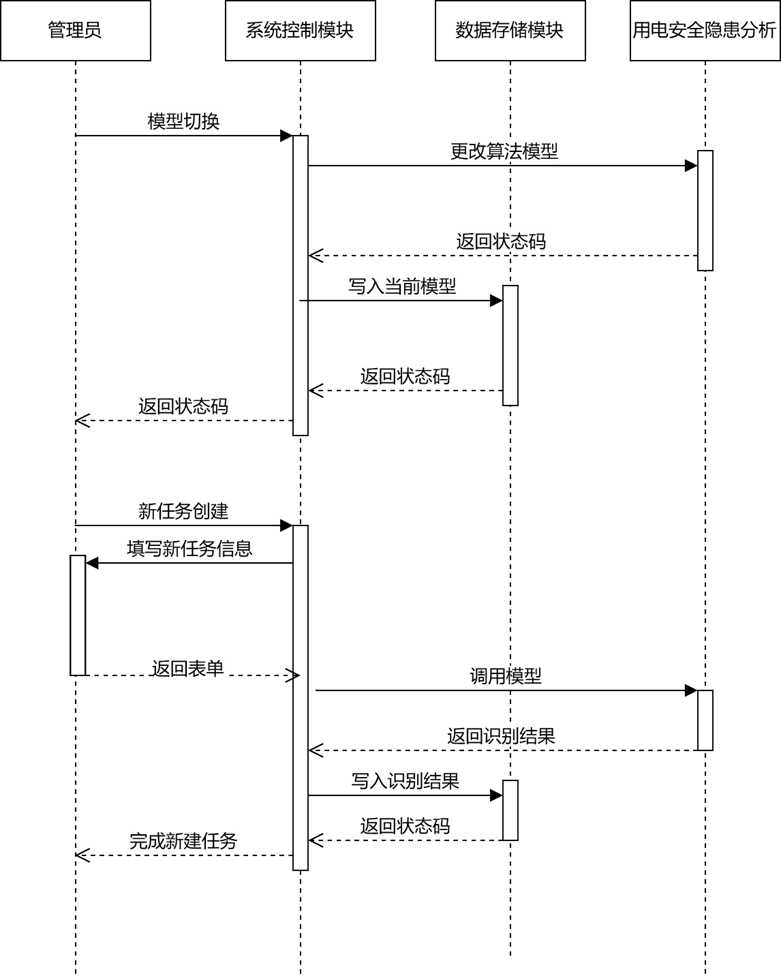 管理员
系统控制模块
数据存储模块
用电安全隐患分析
模型切换
更改算法模型
返回状态码
写入当前模型
返回状态码
返回状态码
新任务创建
填写新任务信息
返回表单
调用模型
返回识别结果
写入识别结果
返回状态码
完成新建任务